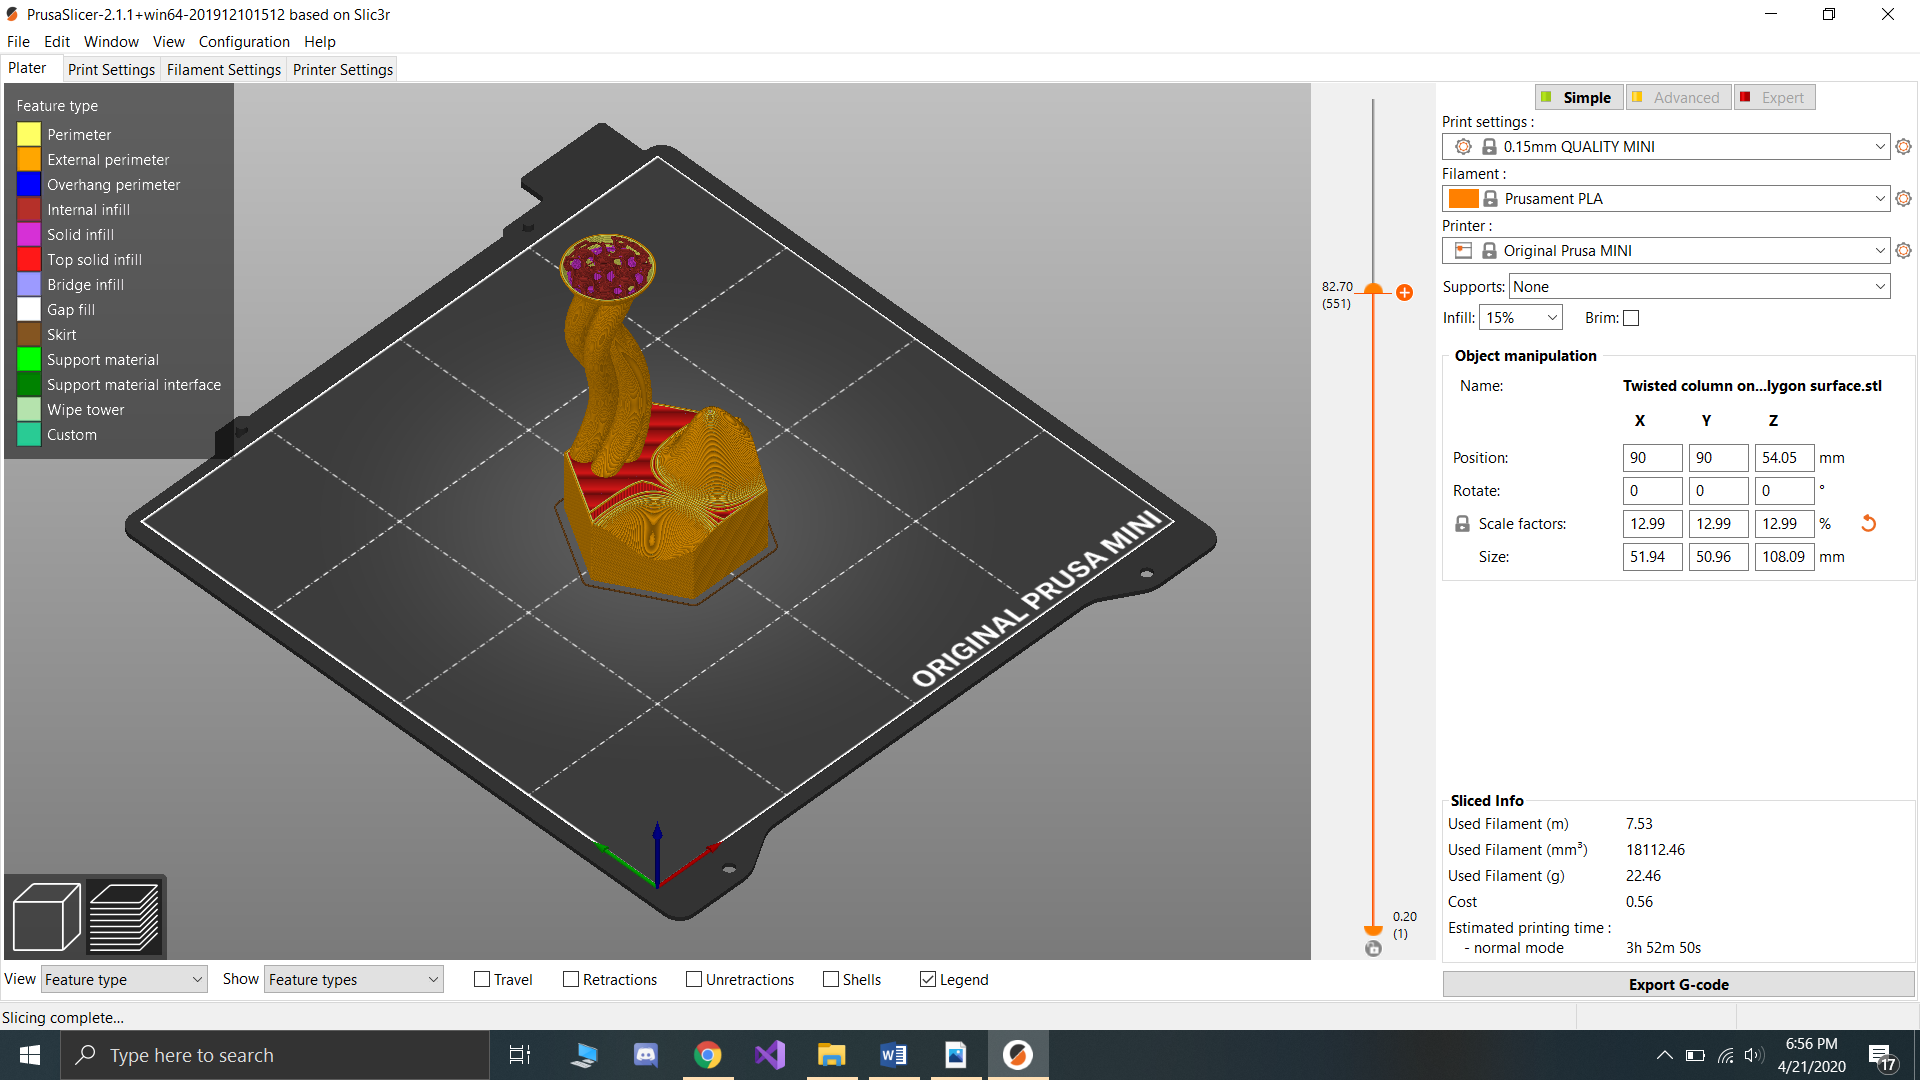 PrusaSlicer-2.1.1+win64-201912101512 based on Slic3r
File Edit Window View Configuration Help
Plater Print Settings Filament Settings Printer Settings
Feature type
Perimeter
External perimeter
Overhang perimeter
Internal infill
Solid infill
Top solid infill
Bridge infill
Gap fill
Skirt
Support material
Support material interface
Wipe tower
Custom
ORIGINAL PRUSA MINI
82.70
(551)
0.20
(1)
Simple Advanced Expert
Print settings :
0.15mm QUALITY MINI
Filament :
Prusament PLA
Printer :
Original Prusa MINI
Supports: None
Infill: 15% Brim:
Object manipulation
Name: Twisted column on...lygon surface.stl
X Y Z
Position: 90 90 54.05 mm
Rotate: 0 0 0 °
Scale factors: 12.99 12.99 12.99 %
Size: 51.94 50.96 108.09 mm
Sliced Info
Used Filament (m) 7.53
Used Filament (mm³) 18112.46
Used Filament (g) 22.46
Cost 0.56
Estimated printing time :
- normal mode 3h 52m 50s
Export G-code
View Feature type Show Feature types Travel Retractions Unretractions Shells Legend
Slicing complete...
Type here to search
6:56 PM
4/21/2020
17